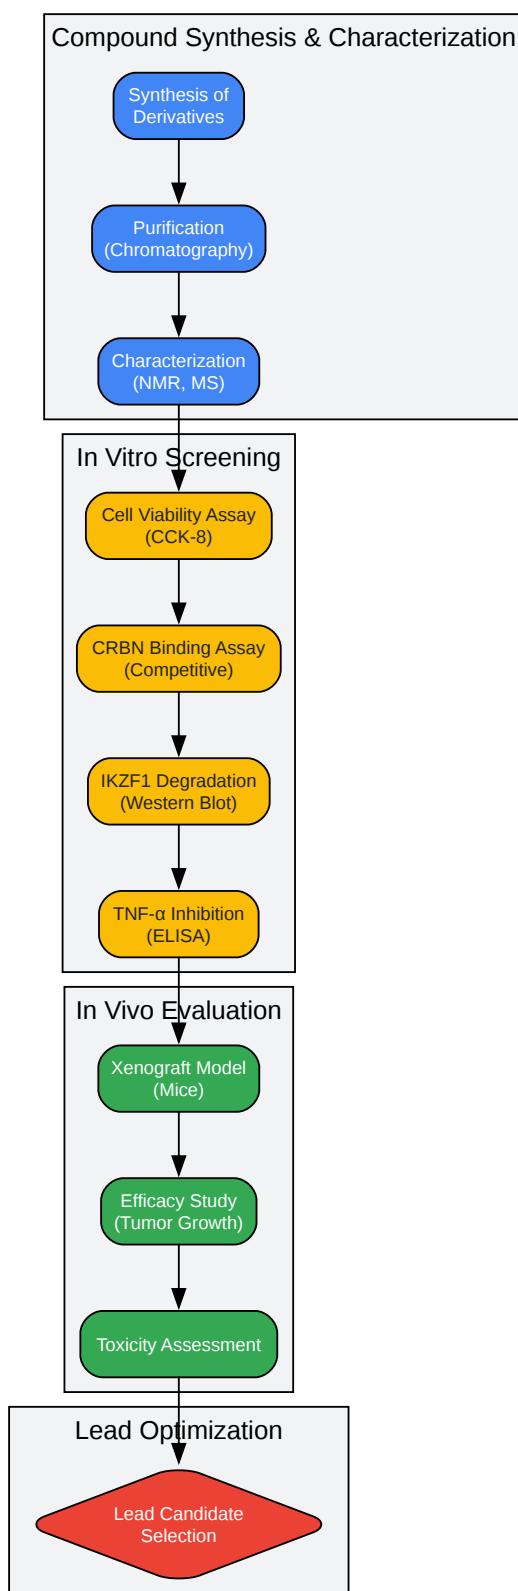 Compound Synthesis & Characterization
Synthesis of
Derivatives
Purification
(Chromatography)
Characterization
(NMR, MS)
In Vitro Screening
Cell Viability Assay
(CCK-8)
CRBN Binding Assay
(Competitive)
IKZF1 Degradation
(Western Blot)
TNF-α Inhibition
(ELISA)
In Vivo Evaluation
Xenograft Model
(Mice)
Efficacy Study
(Tumor Growth)
Toxicity Assessment
Lead Optimization
Lead Candidate
Selection